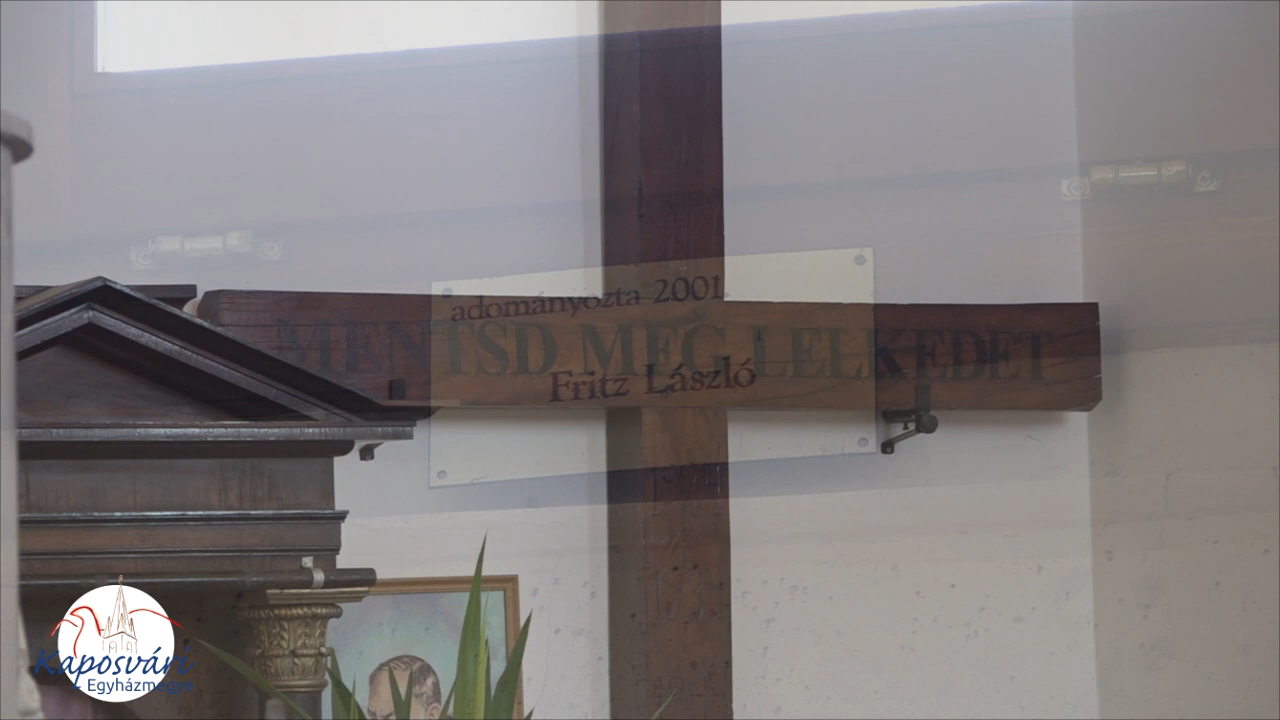 adományozta 2001.
MENTSD MEG LELKEDET
Fritz László
Kaposvári
Egyházmegye